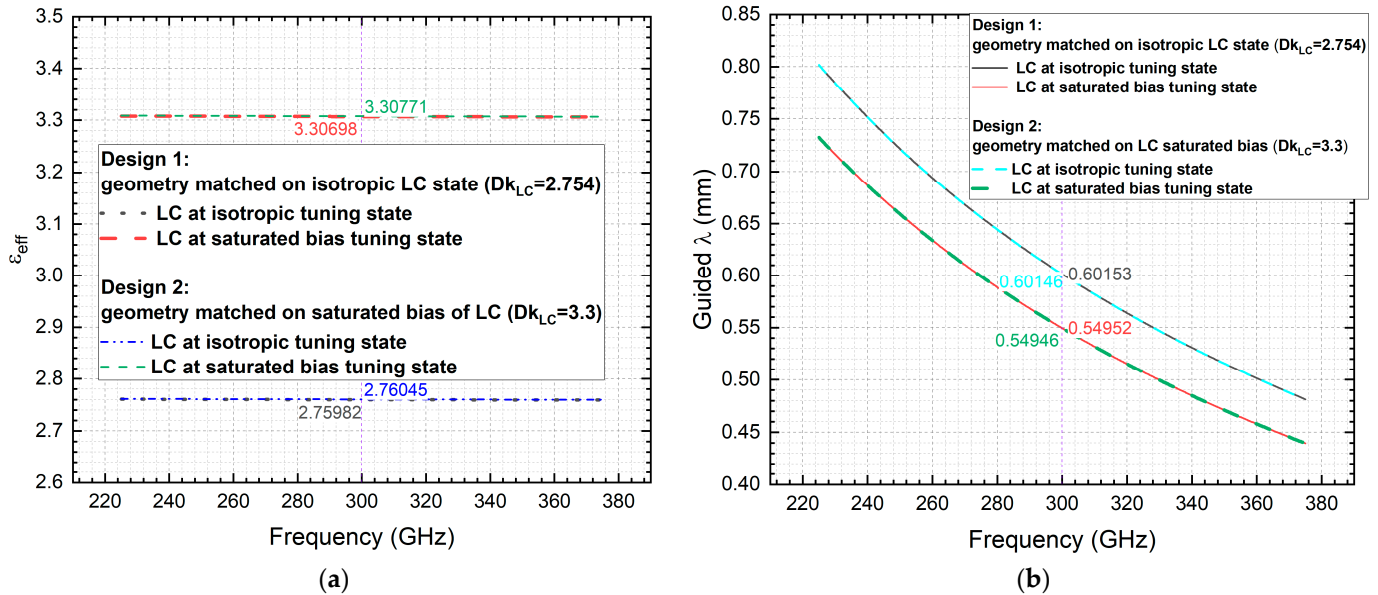 3.5
3.4
3.3
3.2
3.1
3.0
2.9
2.8
2.7
2.6
ε_eff
3.30771
3.30698
Design 1:
geometry matched on isotropic LC state (Dk_LC=2.754)
LC at isotropic tuning state
LC at saturated bias tuning state
Design 2:
geometry matched on saturated bias of LC (Dk_LC=3.3)
LC at isotropic tuning state
LC at saturated bias tuning state
2.76045
2.75982
220 240 260 280 300 320 340 360 380
Frequency (GHz)
(a)
0.85
0.80
0.75
0.70
0.65
0.60
0.55
0.50
0.45
0.40
Guided λ (mm)
Design 1:
geometry matched on isotropic LC state (Dk_LC=2.754)
LC at isotropic tuning state
LC at saturated bias tuning state
Design 2:
geometry matched on LC saturated bias (Dk_LC=3.3)
LC at isotropic tuning state
LC at saturated bias tuning state
0.60153
0.60146
0.54952
0.54946
220 240 260 280 300 320 340 360 380
Frequency (GHz)
(b)